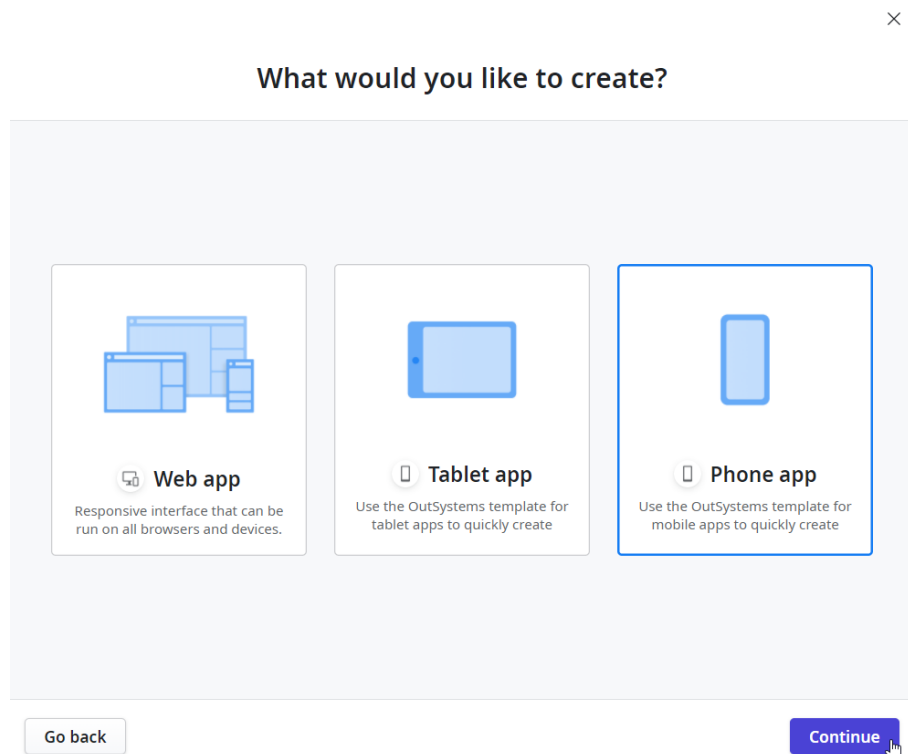 What would you like to create?
Web app
Responsive interface that can be
run on all browsers and devices.
Tablet app
Use the OutSystems template for
tablet apps to quickly create
Phone app
Use the OutSystems template for
mobile apps to quickly create
Go back
Continue